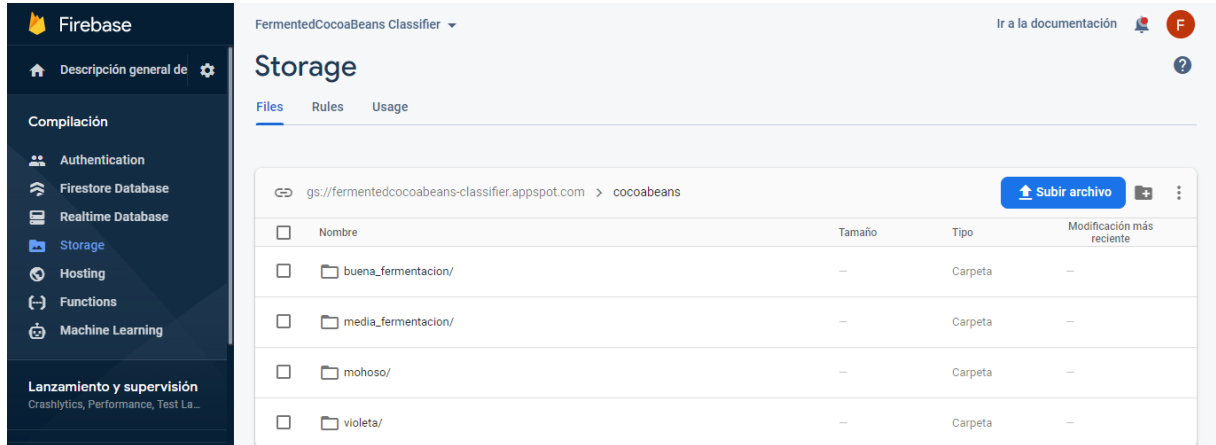 Firebase
FermentedCocoaBeans Classifier
Ir a la documentación
F
Descripción general de
Storage
Files Rules Usage
Compilación
Authentication
Firestore Database
Realtime Database
Storage
Hosting
Functions
Machine Learning
Lanzamiento y supervisión
Crashlytics, Performance, Test La...
gs://fermentedcocoabeans-classifier.appspot.com > cocoabeans
Subir archivo
Nombre Tamaño Tipo Modificación más
reciente
buena_fermentacion/ — Carpeta —
media_fermentacion/ — Carpeta —
mohoso/ — Carpeta —
violeta/ — Carpeta —